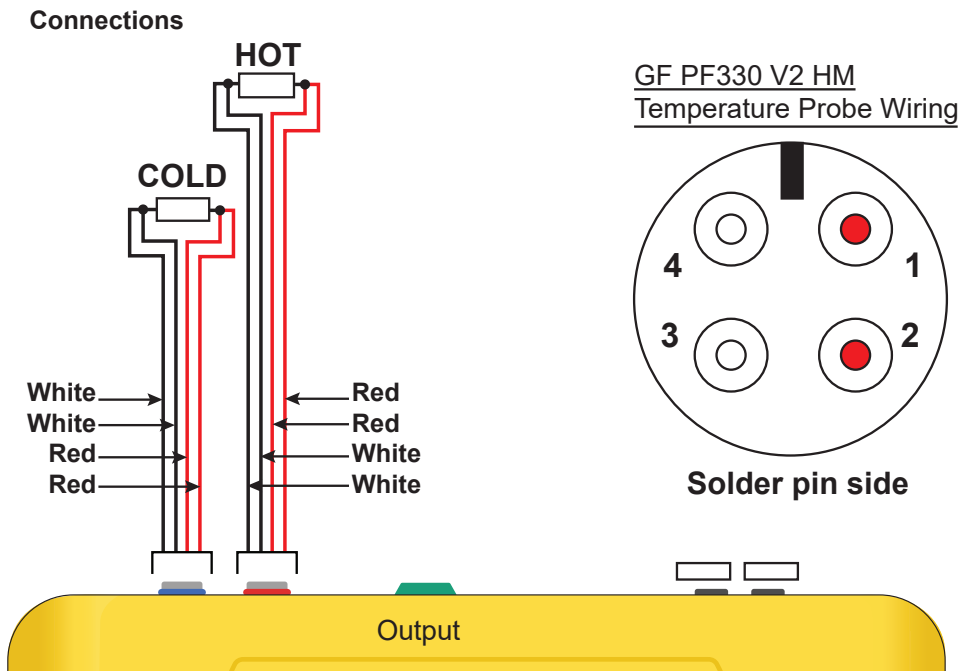 Connections
HOT
COLD
White
White
Red
Red
Red
Red
White
White
GF PF330 V2 HM
Temperature Probe Wiring
4
1
3
2
Solder pin side
Output